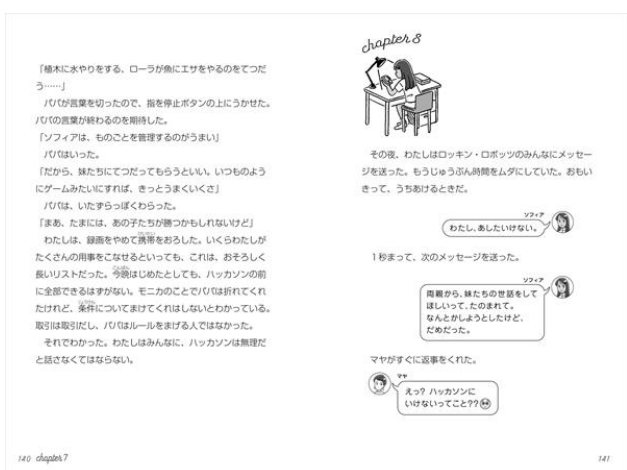 「植木に水やりをする、ローラが魚にエサをやるのをてつだ
う……」
パパが言葉を切ったので、指を停止ボタンの上にうかせた。
パパの言葉が終わるのを期待した。
「ソフィアは、ものごとを管理するのがうまい」
パパはいった。
「だから、妹たちにてつだってもらうといい。いつものよう
にゲームみたいにすれば、きっとうまくいくさ」
パパは、いたずらっぽくわらった。
「まあ、たまには、あの子たちが勝つかもしれないけど」
わたしは、録画をやめて携帯をおろした。いくらわたしが
たくさんの用事をこなせるといっても、これは、おそろしく
長いリストだった。今晩はじめたとしても、ハッカソンの前
に全部できるはずがない。モニカのことでパパは折れてくれ
たけれど、条件についてまけてくれはしないとわかっている。
取引は取引だし、パパはルールをまげる人ではなかった。
それでわかった。わたしはみんなに、ハッカソンは無理だ
と話さなくてはならない。
140 chapter7
chapter8
その夜、わたしはロッキン・ロボッツのみんなにメッセー
ジを送った。もうじゅうぶん時間をムダにしていた。おもい
きって、うちあけるときだ。
ソフィア
わたし、あしたいけない。
1秒まって、次のメッセージを送った。
ソフィア
両親から、妹たちの世話をして
ほしいって、たのまれて。
なんとかしようとしたけど、
だめだった。
マヤがすぐに返事をくれた。
マヤ
えっ？ ハッカソンに
いけないってこと??
141